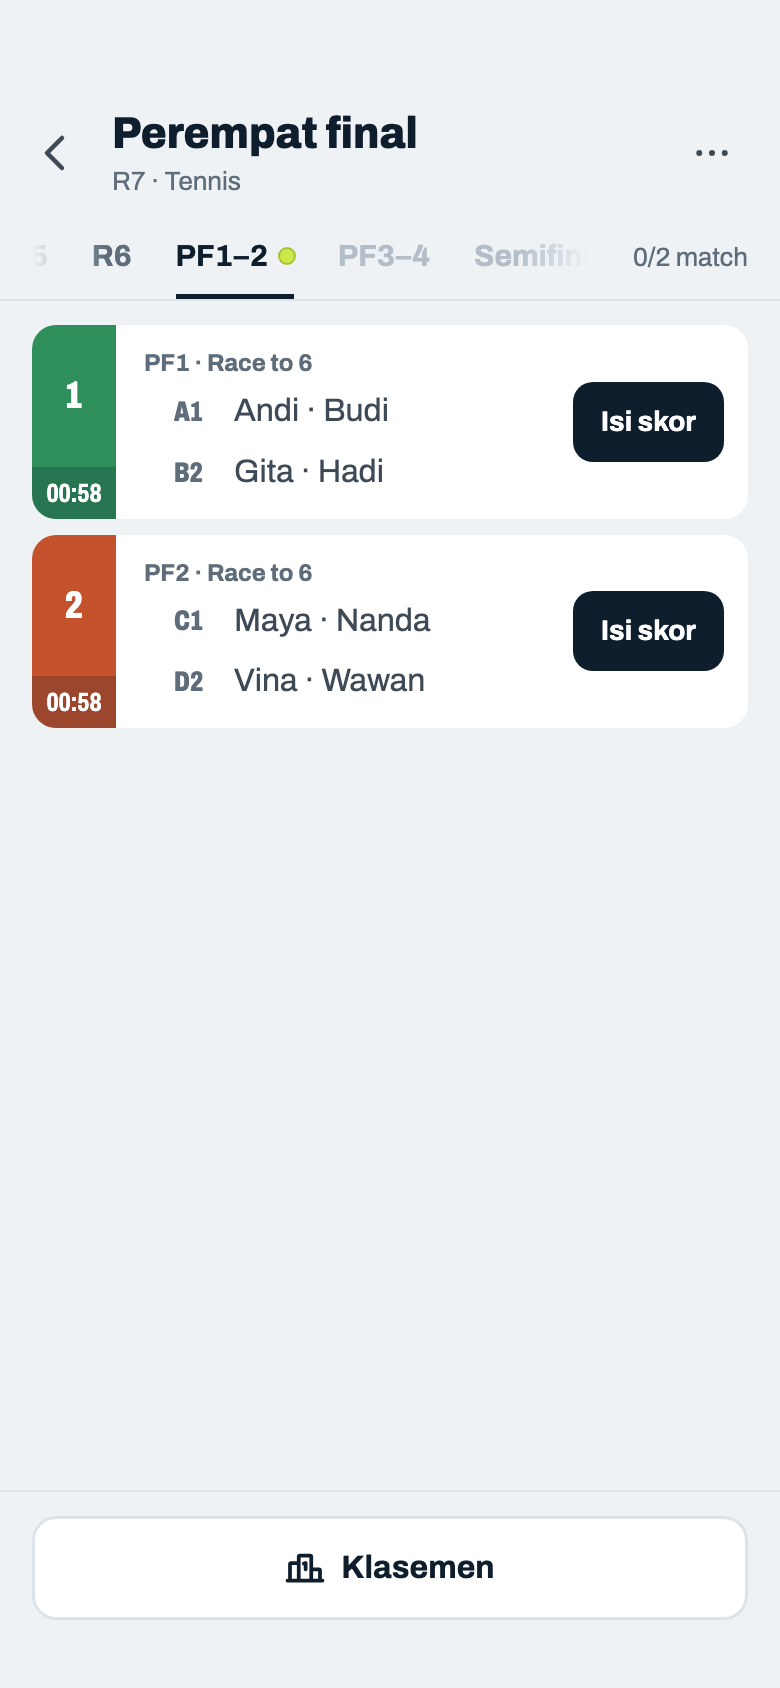 Perempat final
R7 · Tennis
5 R6 PF1–2 PF3–4 Semifin 0/2 match
1
00:58
PF1 · Race to 6
A1 Andi · Budi
B2 Gita · Hadi
Isi skor
2
00:58
PF2 · Race to 6
C1 Maya · Nanda
D2 Vina · Wawan
Isi skor
Klasemen